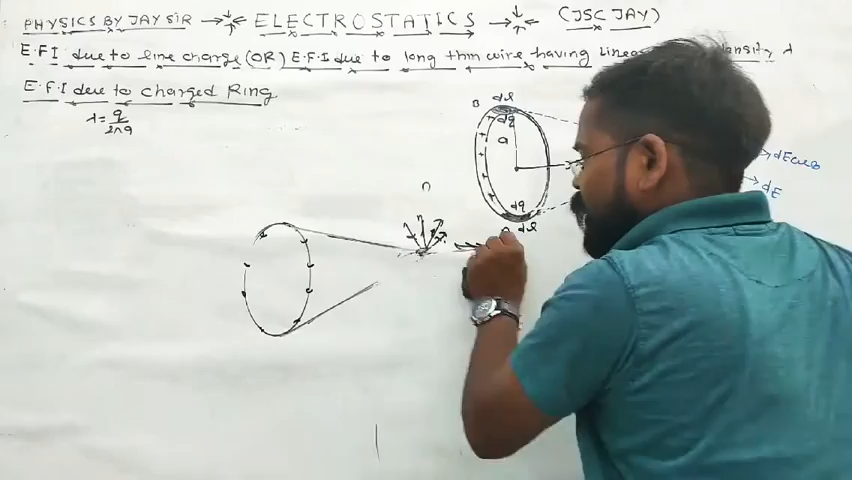 PHYSICS BY JAY SIR → ELECTROSTATICS → (JSC JAY)
E.F.I due to line charge (OR) E.F.I due to long thin wire having Linear λ
E.F.I due to charged Ring
λ = q/2πa
B dl
dq
a
dq
dl
dEcosθ
dE
n